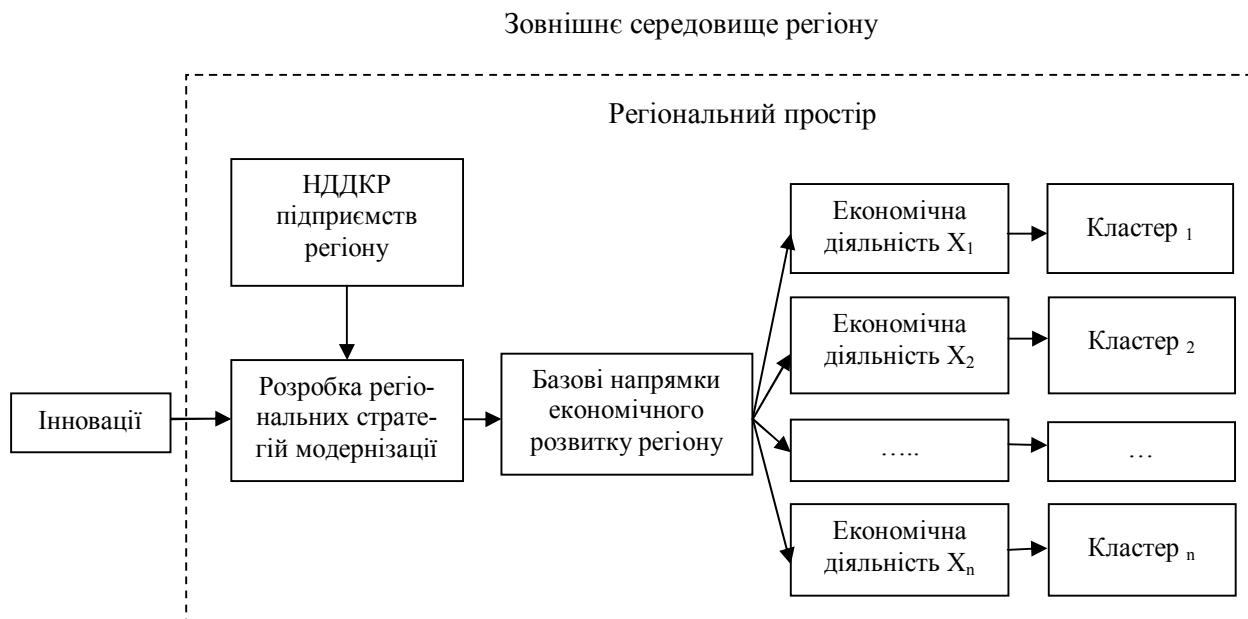 Зовнішнє середовище регіону
Регіональний простір
НДДКР
підприємств
регіону
Економічна
діяльність X₁
Кластер ₁
Економічна
діяльність X₂
Кластер ₂
Інновації
Розробка регіо-
нальних страте-
гій модернізації
Базові напрямки
економічного
розвитку регіону
…..
…
Економічна
діяльність Xₙ
Кластер ₙ